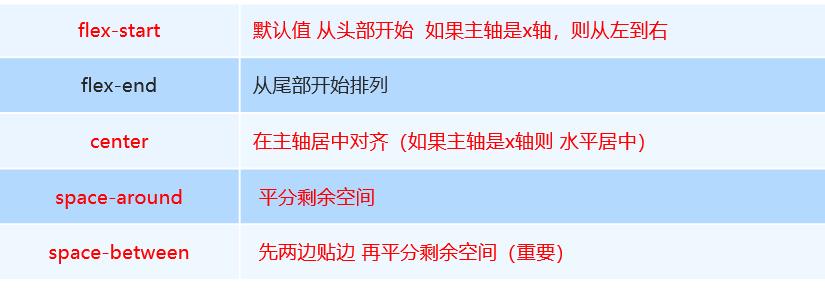 flex-start 默认值 从头部开始 如果主轴是x轴，则从左到右
flex-end 从尾部开始排列
center 在主轴居中对齐（如果主轴是x轴则 水平居中）
space-around 平分剩余空间
space-between 先两边贴边 再平分剩余空间（重要）